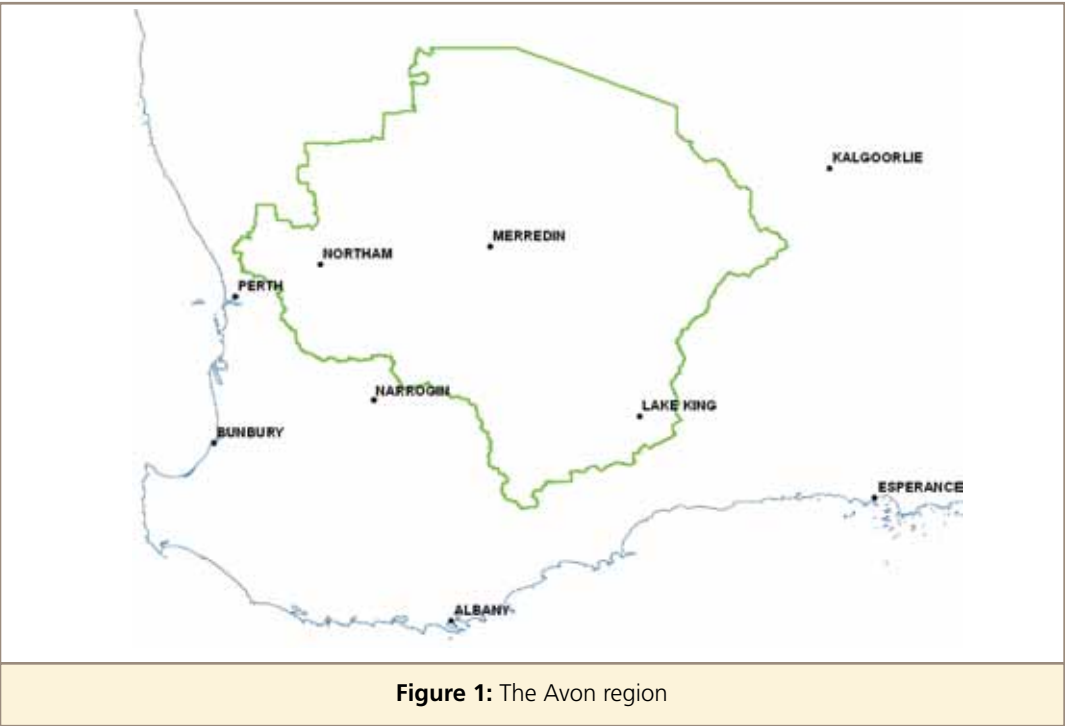 KALGOORLIE
MERREDIN
NORTHAM
PERTH
NARROGIN
LAKE KING
BUNBURY
ESPERANCE
ALBANY
Figure 1: The Avon region